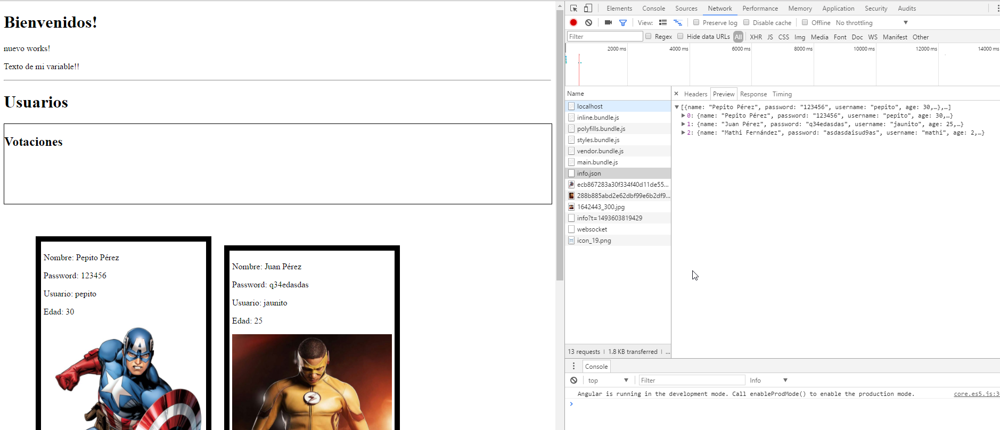 Bienvenidos!
nuevo works!
Texto de mi variable!!
Usuarios
Votaciones
Nombre: Pepito Pérez
Password: 123456
Usuario: pepito
Edad: 30
Nombre: Juan Pérez
Password: q34edasdas
Usuario: jaunito
Edad: 25
Elements Console Sources Network Performance Memory Application Security Audits
View: Preserve log Disable cache Offline No throttling
Filter Regex Hide data URLs All XHR JS CSS Img Media Font Doc WS Manifest Other
2000 ms 4000 ms 6000 ms 8000 ms 10000 ms 12000 ms 14000 ms
Name
localhost
inline.bundle.js
polyfills.bundle.js
styles.bundle.js
vendor.bundle.js
main.bundle.js
info.json
ecb867283a30f334f40d11de55...
288b885abd2e62dbf99e6b2df9...
1642443_300.jpg
info?t=1493603819429
websocket
icon_19.png
13 requests | 1.8 KB transferred | ...
× Headers Preview Response Timing
[{name: "Pepito Pérez", password: "123456", username: "pepito", age: 30,…},…]
0: {name: "Pepito Pérez", password: "123456", username: "pepito", age: 30,…}
1: {name: "Juan Pérez", password: "q34edasdas", username: "jaunito", age: 25,…}
2: {name: "Mathi Fernández", password: "asdasdaisud9as", username: "mathi", age: 2,…}
Console
top Filter Info
Angular is running in the development mode. Call enableProdMode() to enable the production mode. core.es5.js:3
>